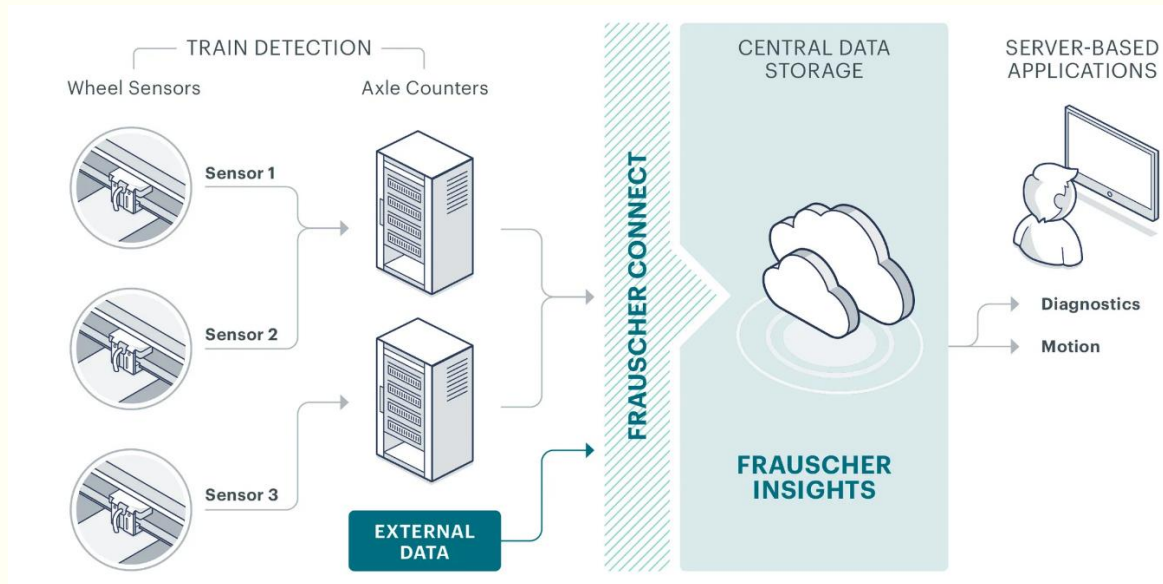 TRAIN DETECTION
Wheel Sensors
Axle Counters
Sensor 1
Sensor 2
Sensor 3
EXTERNAL
DATA
FRAUSCHER CONNECT
CENTRAL DATA
STORAGE
FRAUSCHER
INSIGHTS
SERVER-BASED
APPLICATIONS
Diagnostics
Motion